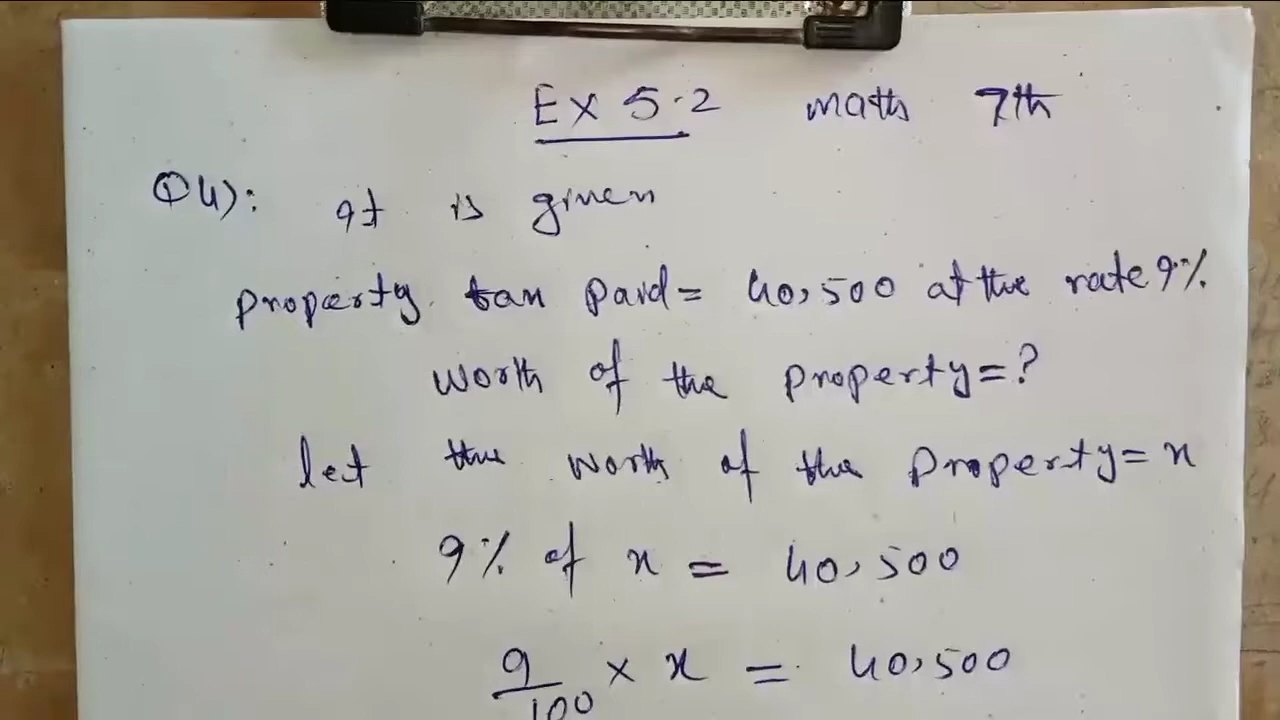 Ex 5.2 math 7th
Q4): It is given
property tax paid = 40,500 at the rate 9%
worth of the property=?
let the worth of the property= x
9% of x = 40,500
9/100 × x = 40,500